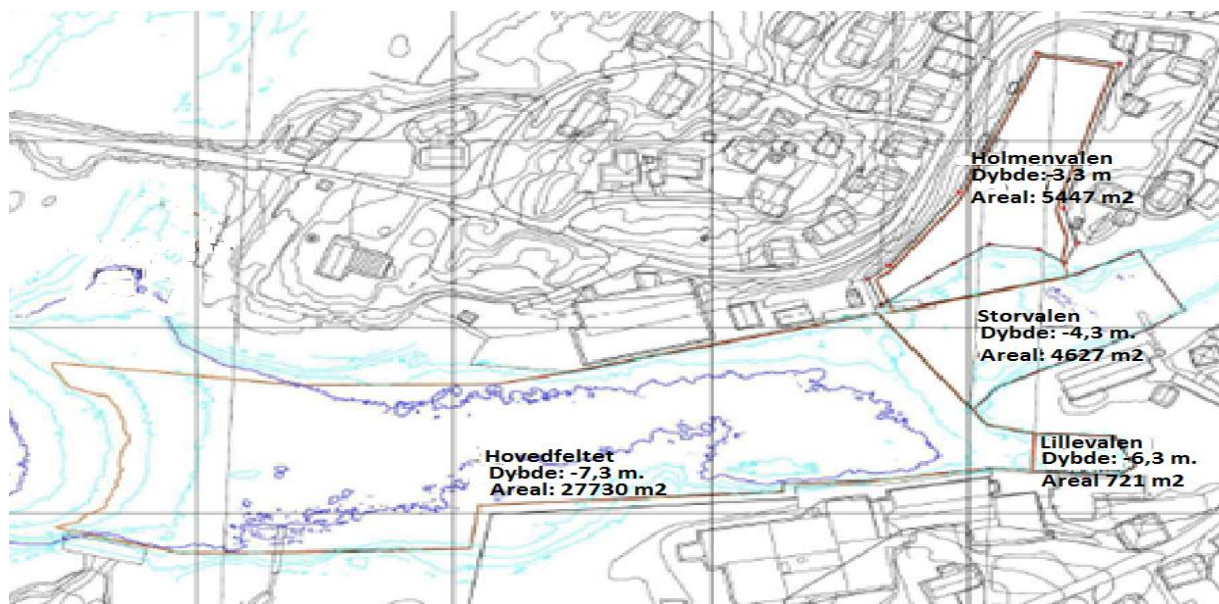 Holmenvalen
Dybde:-3,3 m
Areal: 5447 m2
Storvalen
Dybde: -4,3 m.
Areal: 4627 m2
Hovedfeltet
Dybde: -7,3 m.
Areal: 27730 m2
Lillevalen
Dybde: -6,3 m.
Areal 721 m2